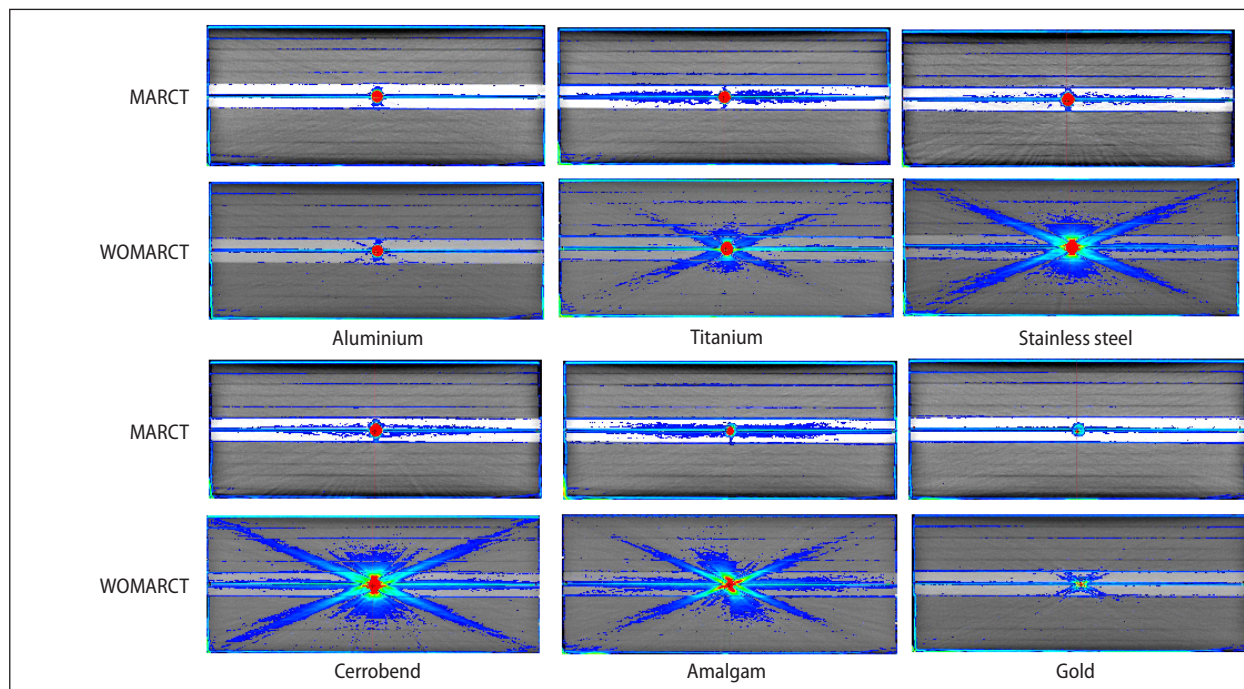 MARCT
WOMARCT
Aluminium Titanium Stainless steel
MARCT
WOMARCT
Cerrobend Amalgam Gold